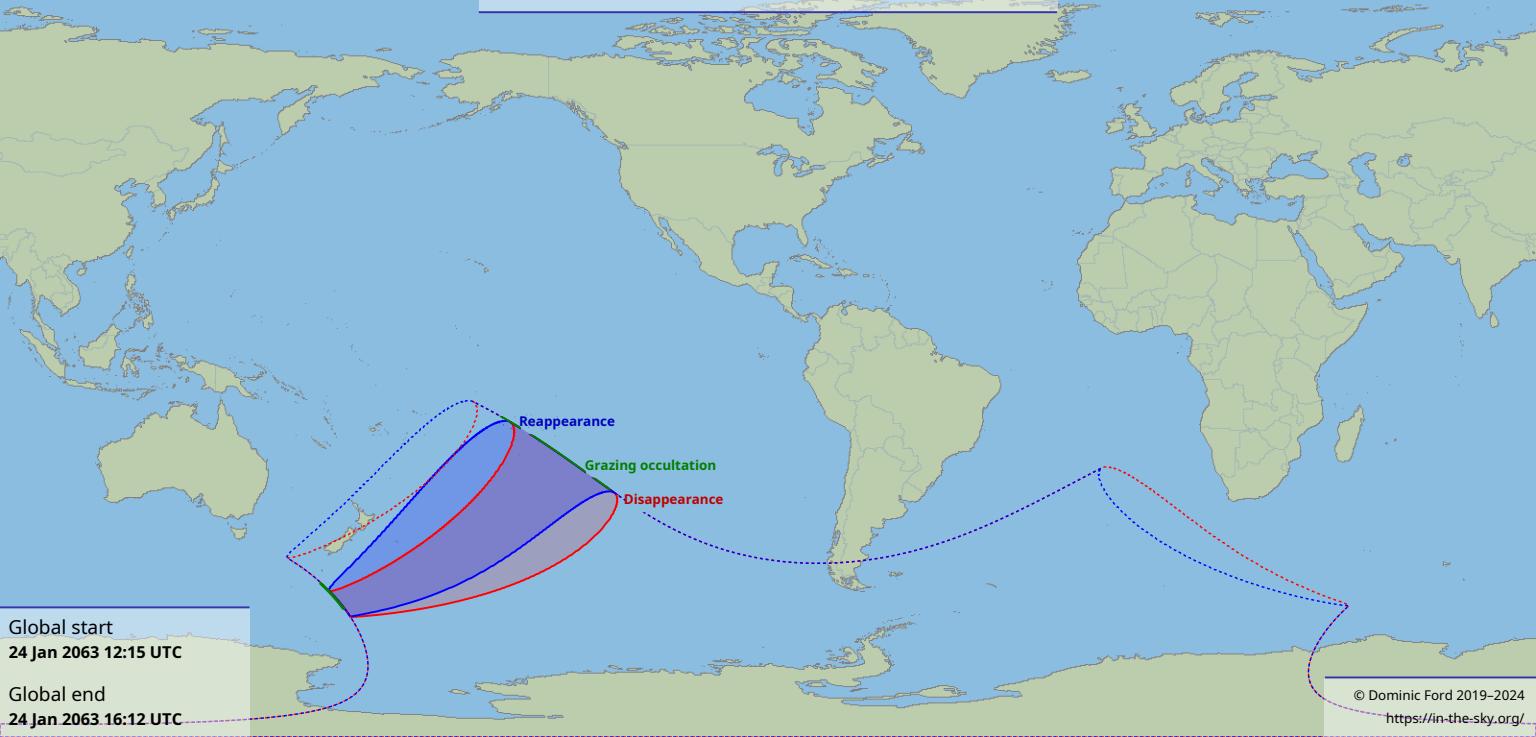 Reappearance
Grazing occultation
Disappearance
Global start
24 Jan 2063 12:15 UTC
Global end
24 Jan 2063 16:12 UTC
© Dominic Ford 2019–2024
https://in-the-sky.org/